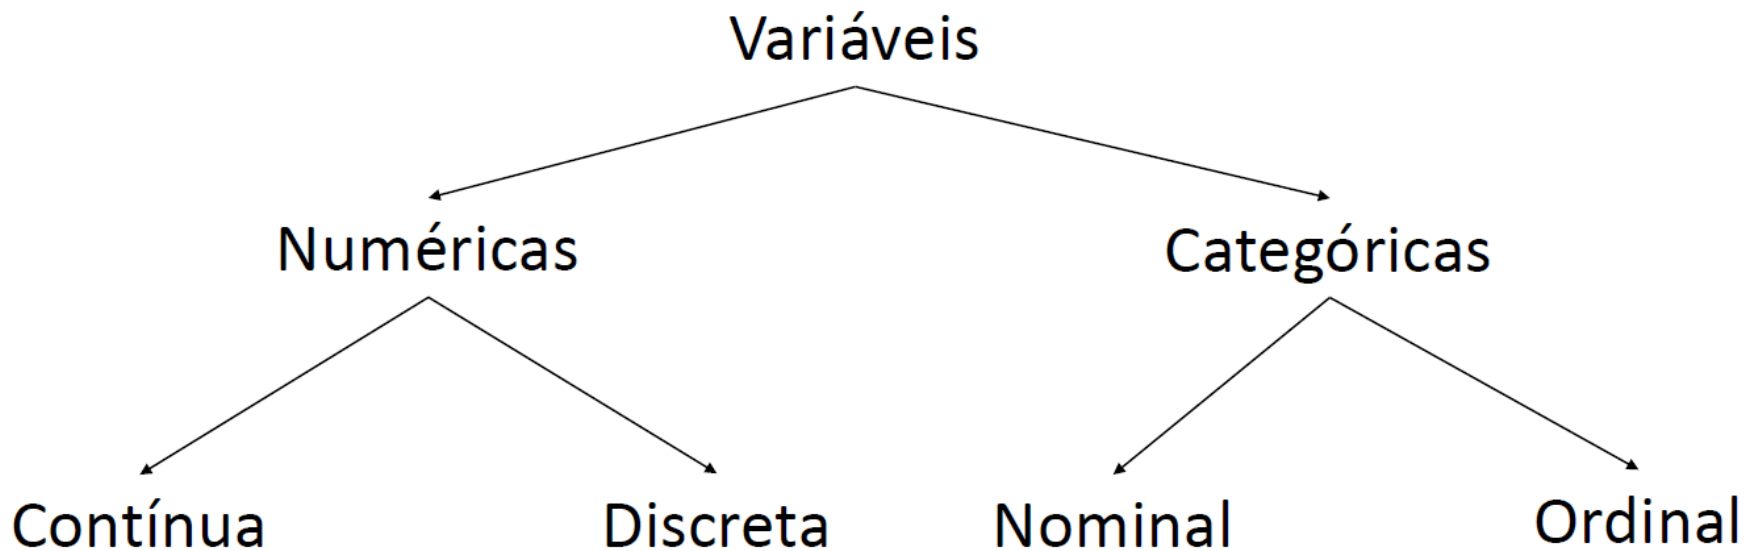 Variáveis
Numéricas
Categóricas
Contínua
Discreta
Nominal
Ordinal